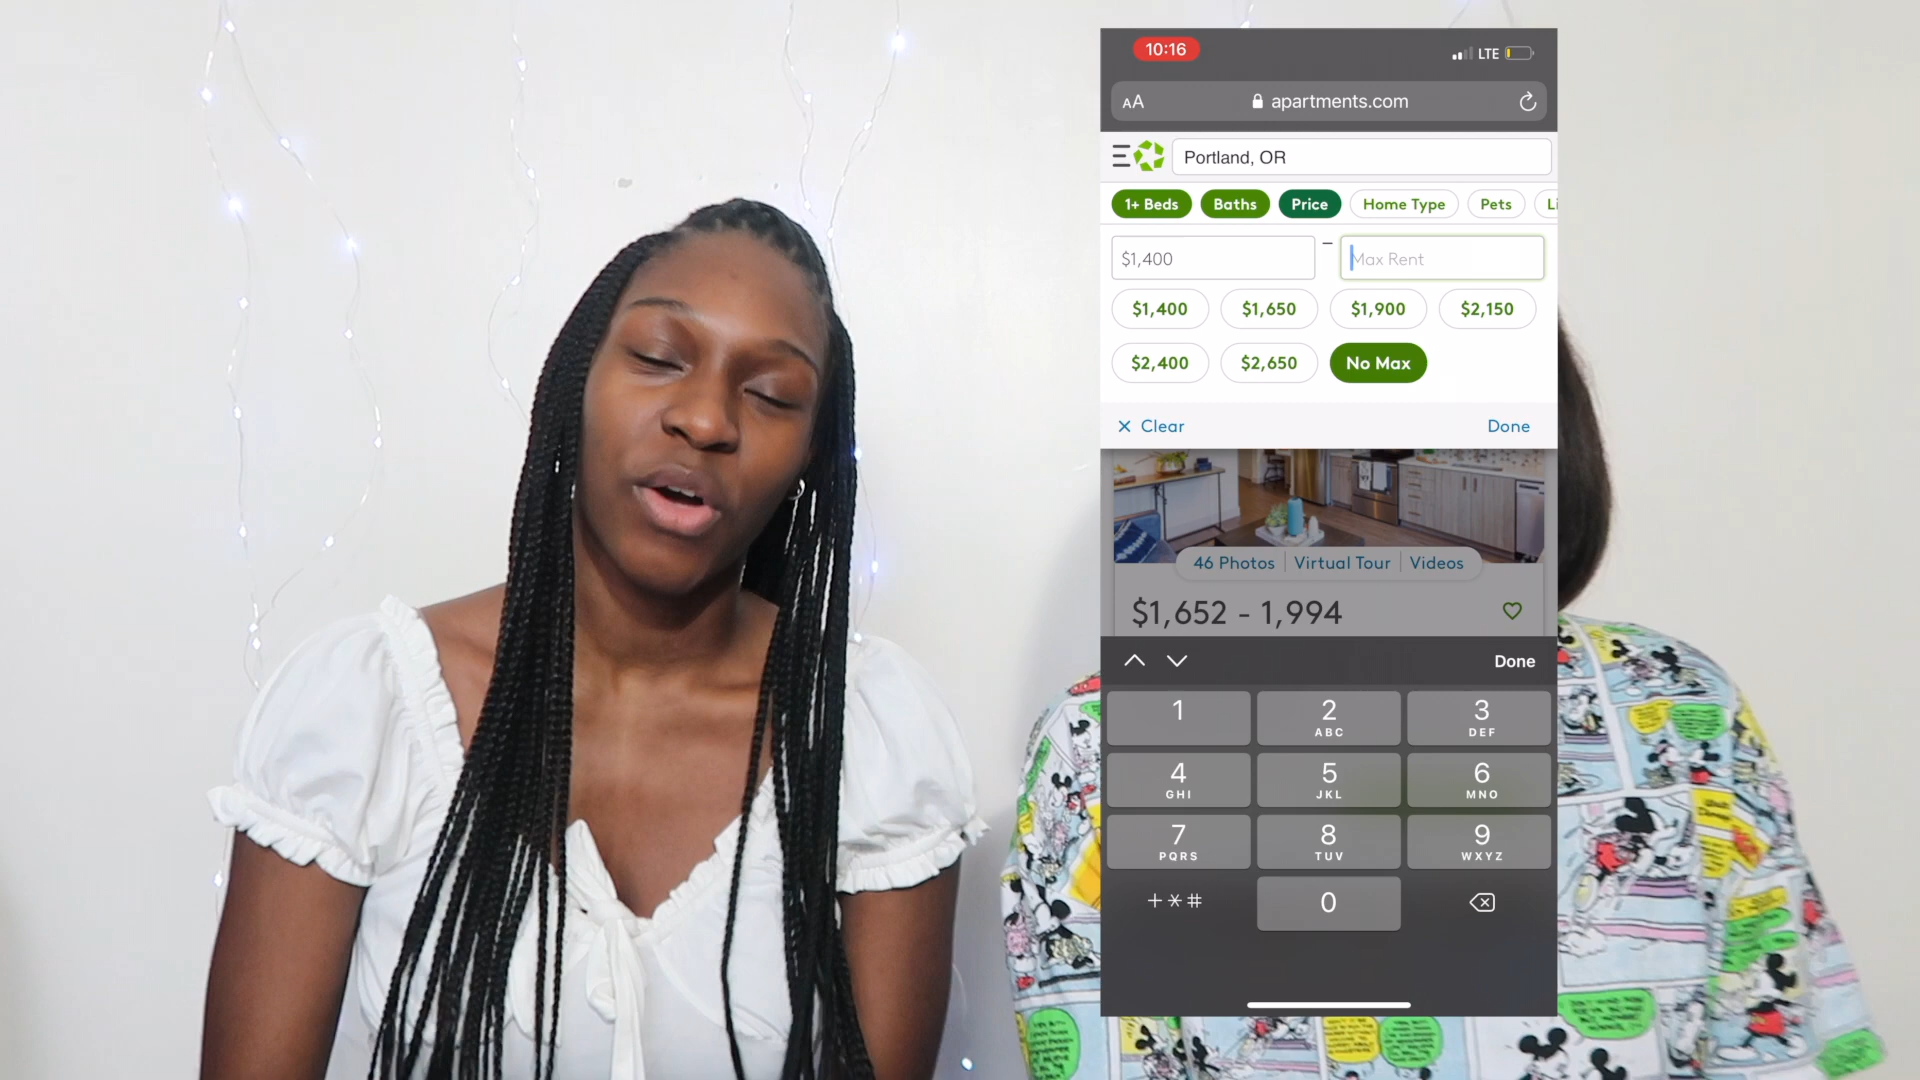 10:16 LTE
AA apartments.com
Portland, OR
1+ Beds Baths Price Home Type Pets Li
$1,400 – Max Rent
$1,400 $1,650 $1,900 $2,150
$2,400 $2,650 No Max
× Clear Done
46 Photos Virtual Tour Videos
$1,652 - 1,994
Done
1 2 3
ABC DEF
4 5 6
GHI JKL MNO
7 8 9
PQRS TUV WXYZ
+*# 0